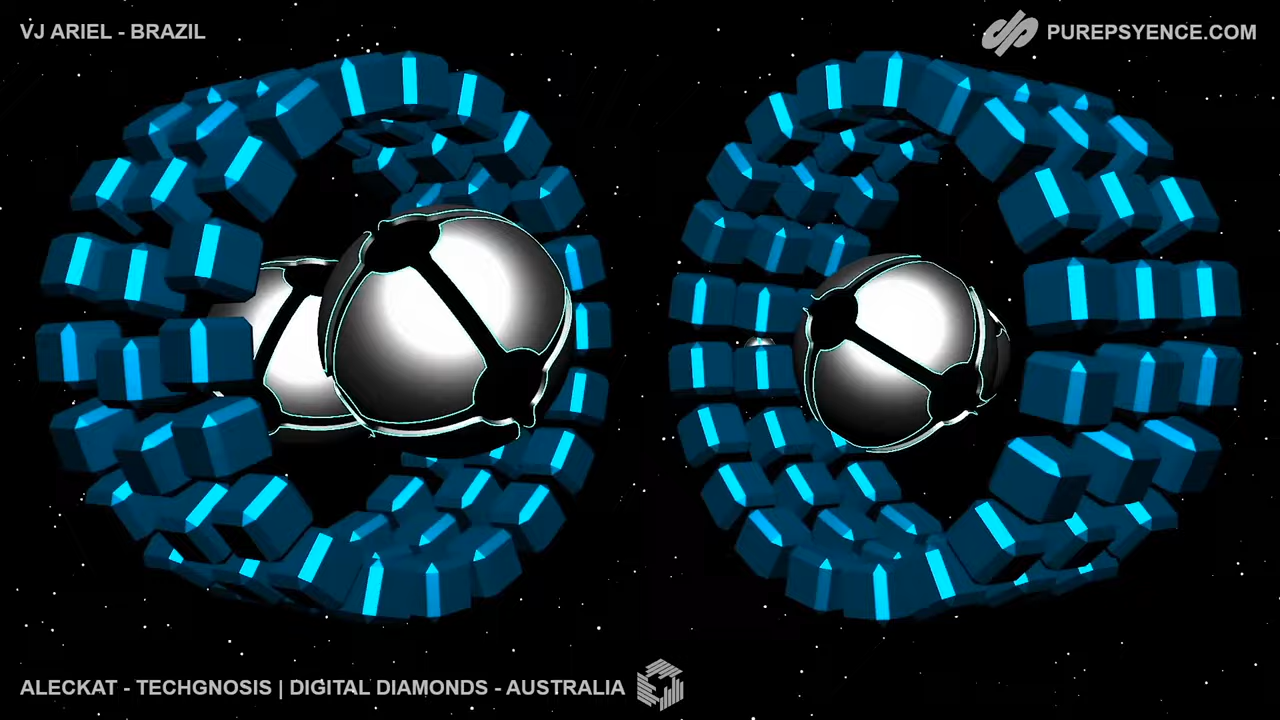 VJ ARIEL - BRAZIL
PUREPSYENCE.COM
ALECKAT - TECHGNOSIS | DIGITAL DIAMONDS - AUSTRALIA